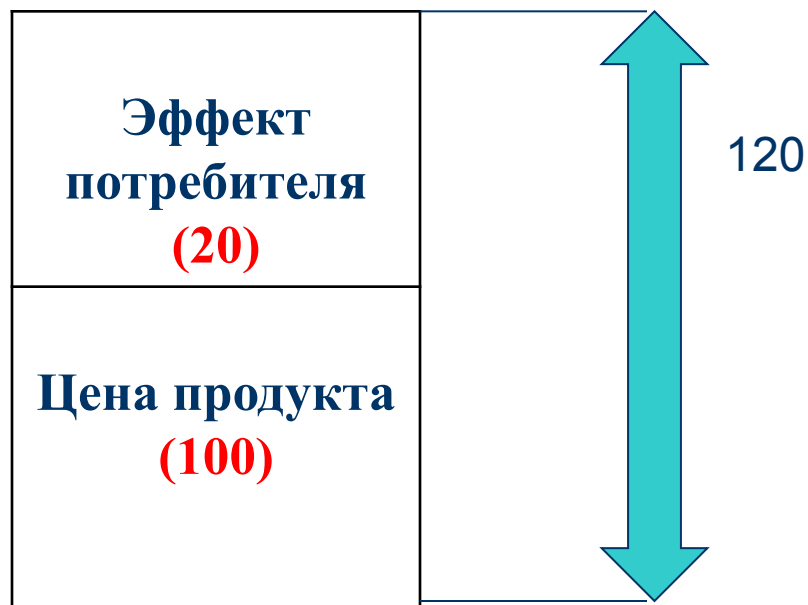 Эффект
потребителя
(20)
120
Цена продукта
(100)